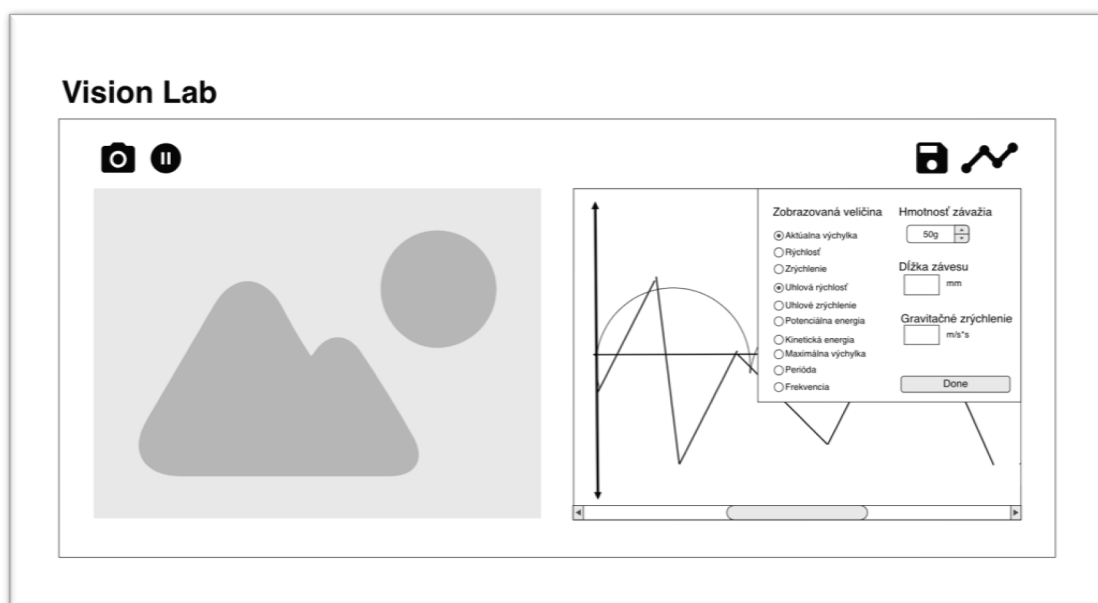 Vision Lab
Zobrazovaná veličina
Aktúalna výchylka
Rýchlosť
Zrýchlenie
Uhlová rýchlosť
Uhlové zrýchlenie
Potenciálna energia
Kinetická energia
Maximálna výchylka
Perióda
Frekvencia
Hmotnosť závažia
50g
Dĺžka závesu
mm
Gravitačné zrýchlenie
m/s*s
Done